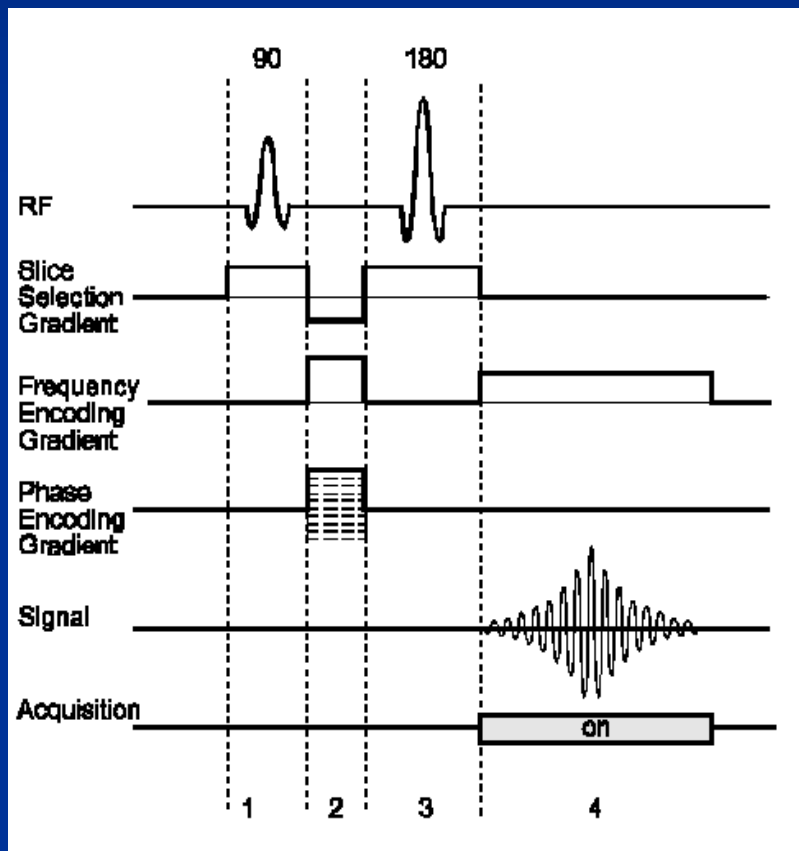 90 180
RF
Slice
Selection
Gradient
Frequency
Encoding
Gradient
Phase
Encoding
Gradient
Signal
Acquisition
on
1 2 3 4